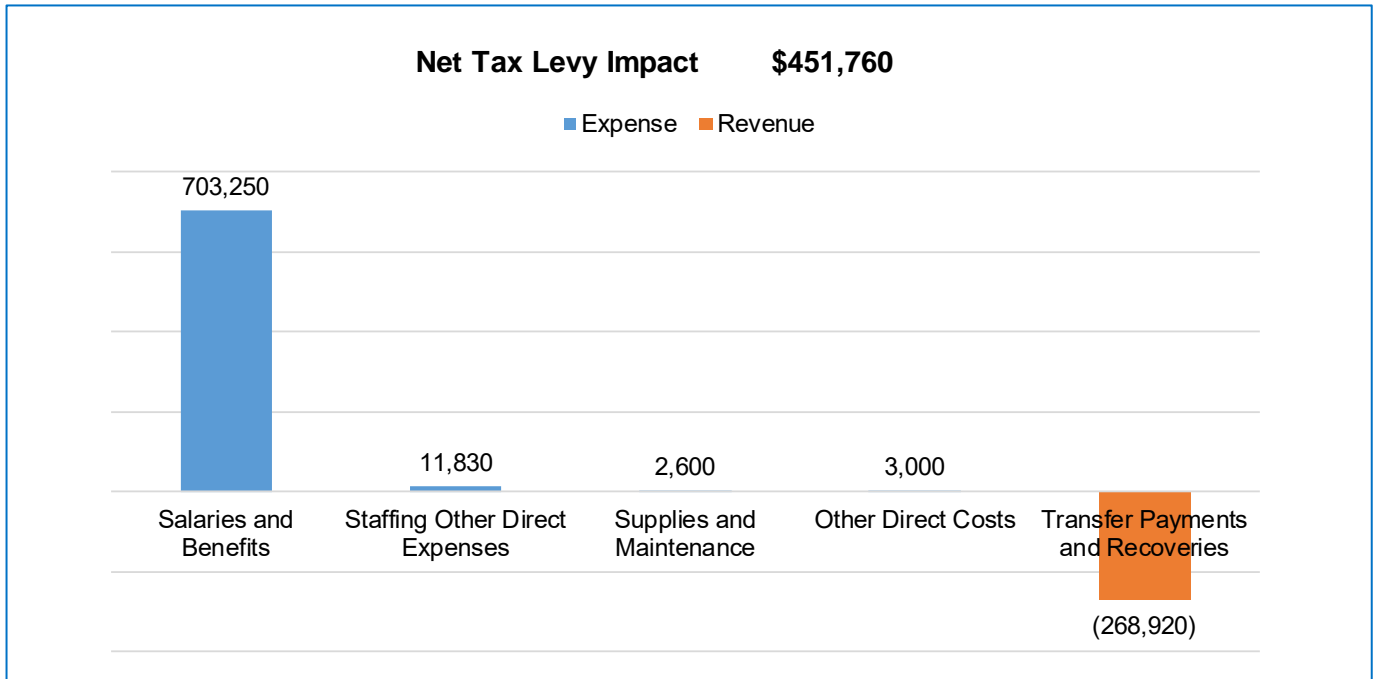 Net Tax Levy Impact $451,760
Expense Revenue
703,250
11,830
2,600
3,000
Salaries and
Benefits
Staffing Other Direct
Expenses
Supplies and
Maintenance
Other Direct Costs
Transfer Payments
and Recoveries
(268,920)